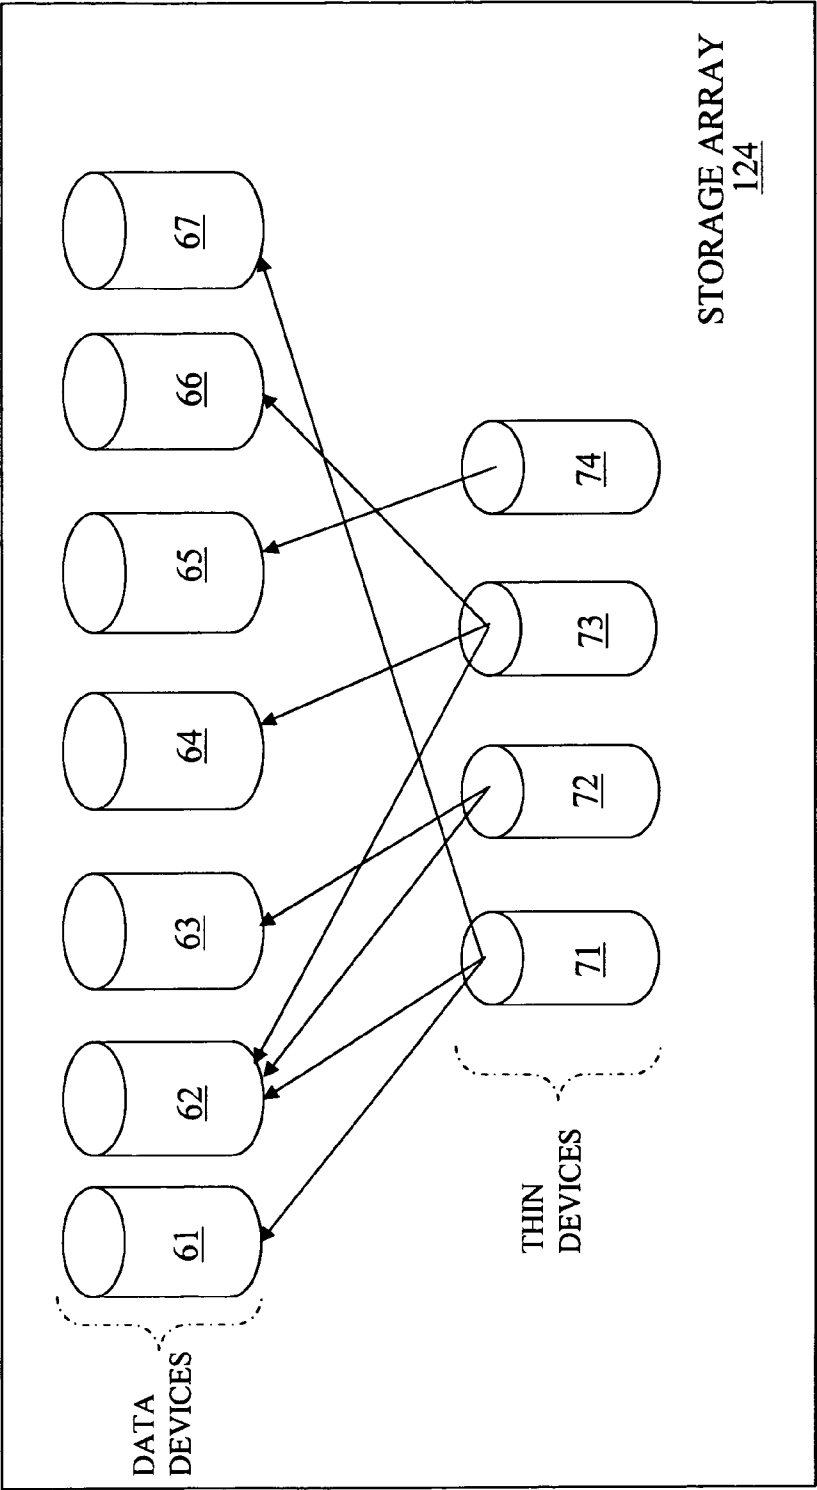 DATA
DEVICES
61
62
63
64
65
66
67
THIN
DEVICES
71
72
73
74
STORAGE ARRAY
124